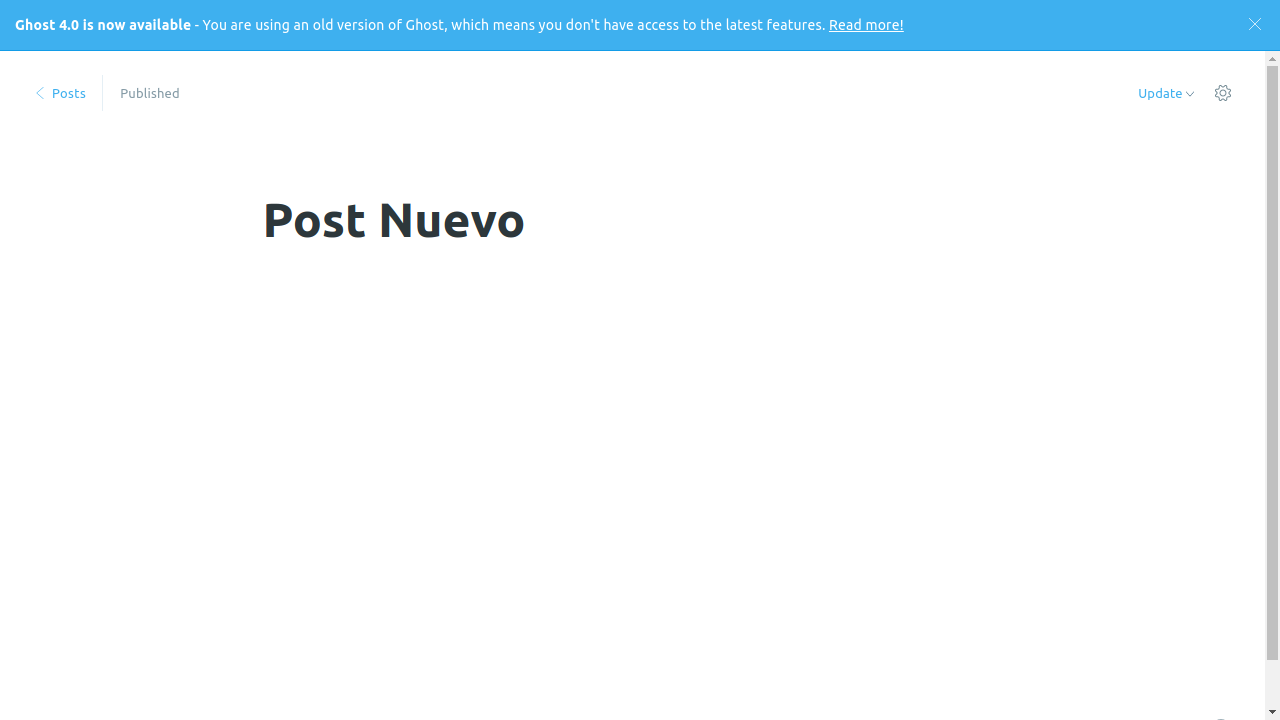 Ghost 4.0 is now available - You are using an old version of Ghost, which means you don't have access to the latest features. Read more!
Posts
Published
Update
Post Nuevo